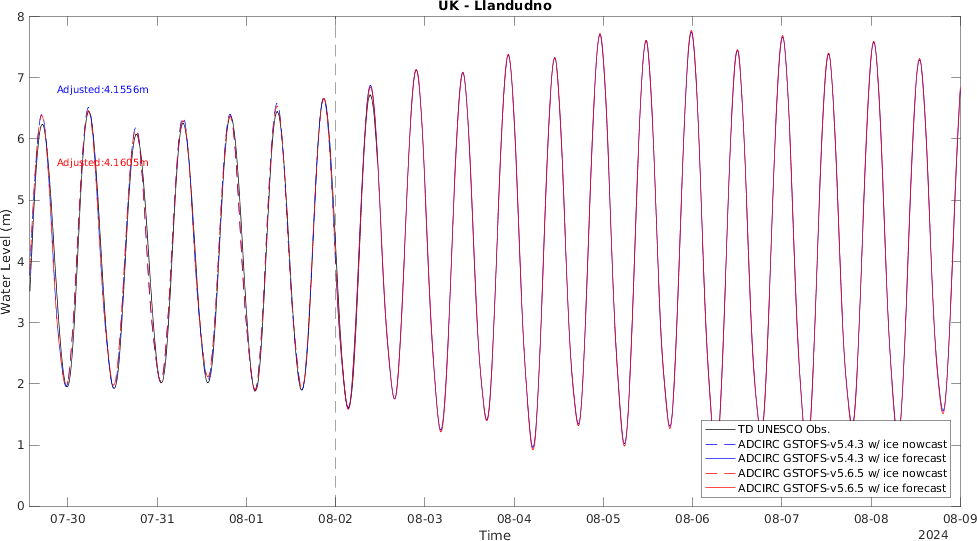 UK - Llandudno
8
7
6
5
4
3
2
1
0
Water Level (m)
Adjusted:4.1556m
Adjusted:4.1605m
TD UNESCO Obs.
ADCIRC GSTOFS-v5.4.3 w/ ice nowcast
ADCIRC GSTOFS-v5.4.3 w/ ice forecast
ADCIRC GSTOFS-v5.6.5 w/ ice nowcast
ADCIRC GSTOFS-v5.6.5 w/ ice forecast
07-30 07-31 08-01 08-02 08-03 08-04 08-05 08-06 08-07 08-08 08-09
Time
2024